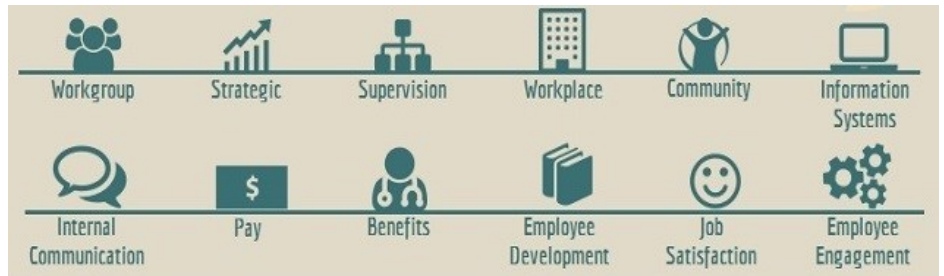 Workgroup Strategic Supervision Workplace Community Information Systems
$
Internal Communication Pay Benefits Employee Development Job Satisfaction Employee Engagement